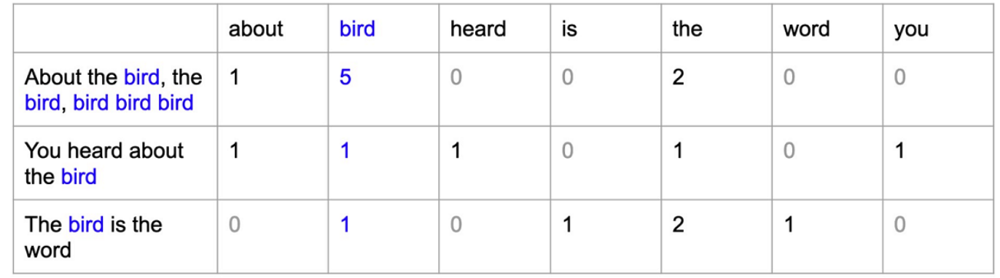 about bird heard is the word you
About the bird, the 1 5 0 0 2 0 0
bird, bird bird bird
You heard about 1 1 1 0 1 0 1
the bird
The bird is the 0 1 0 1 2 1 0
word